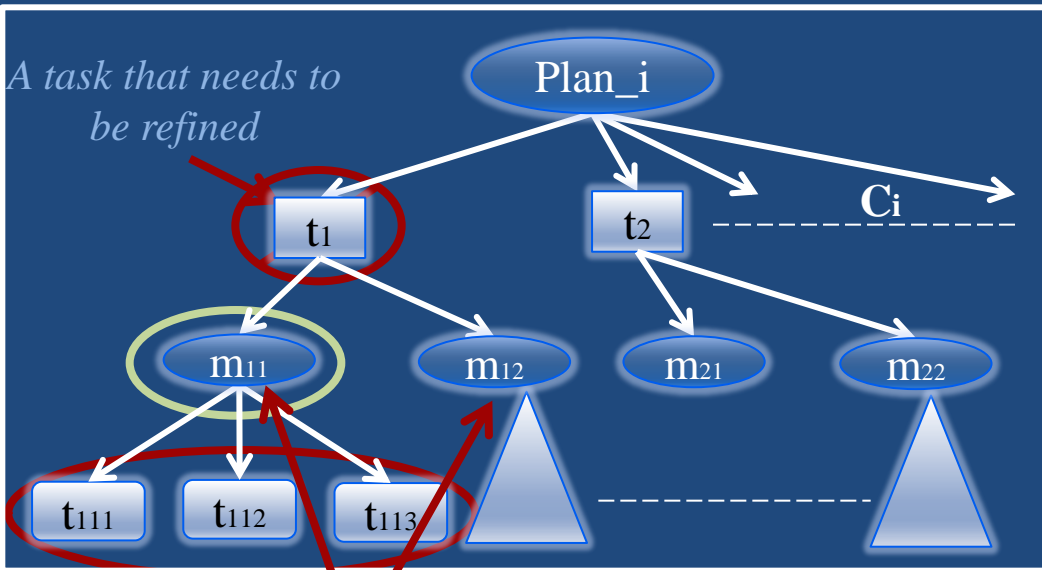 Plan_i
A task that needs to
be refined
Ci
t1
t2
m11
m12
m21
m22
t111
t112
t113